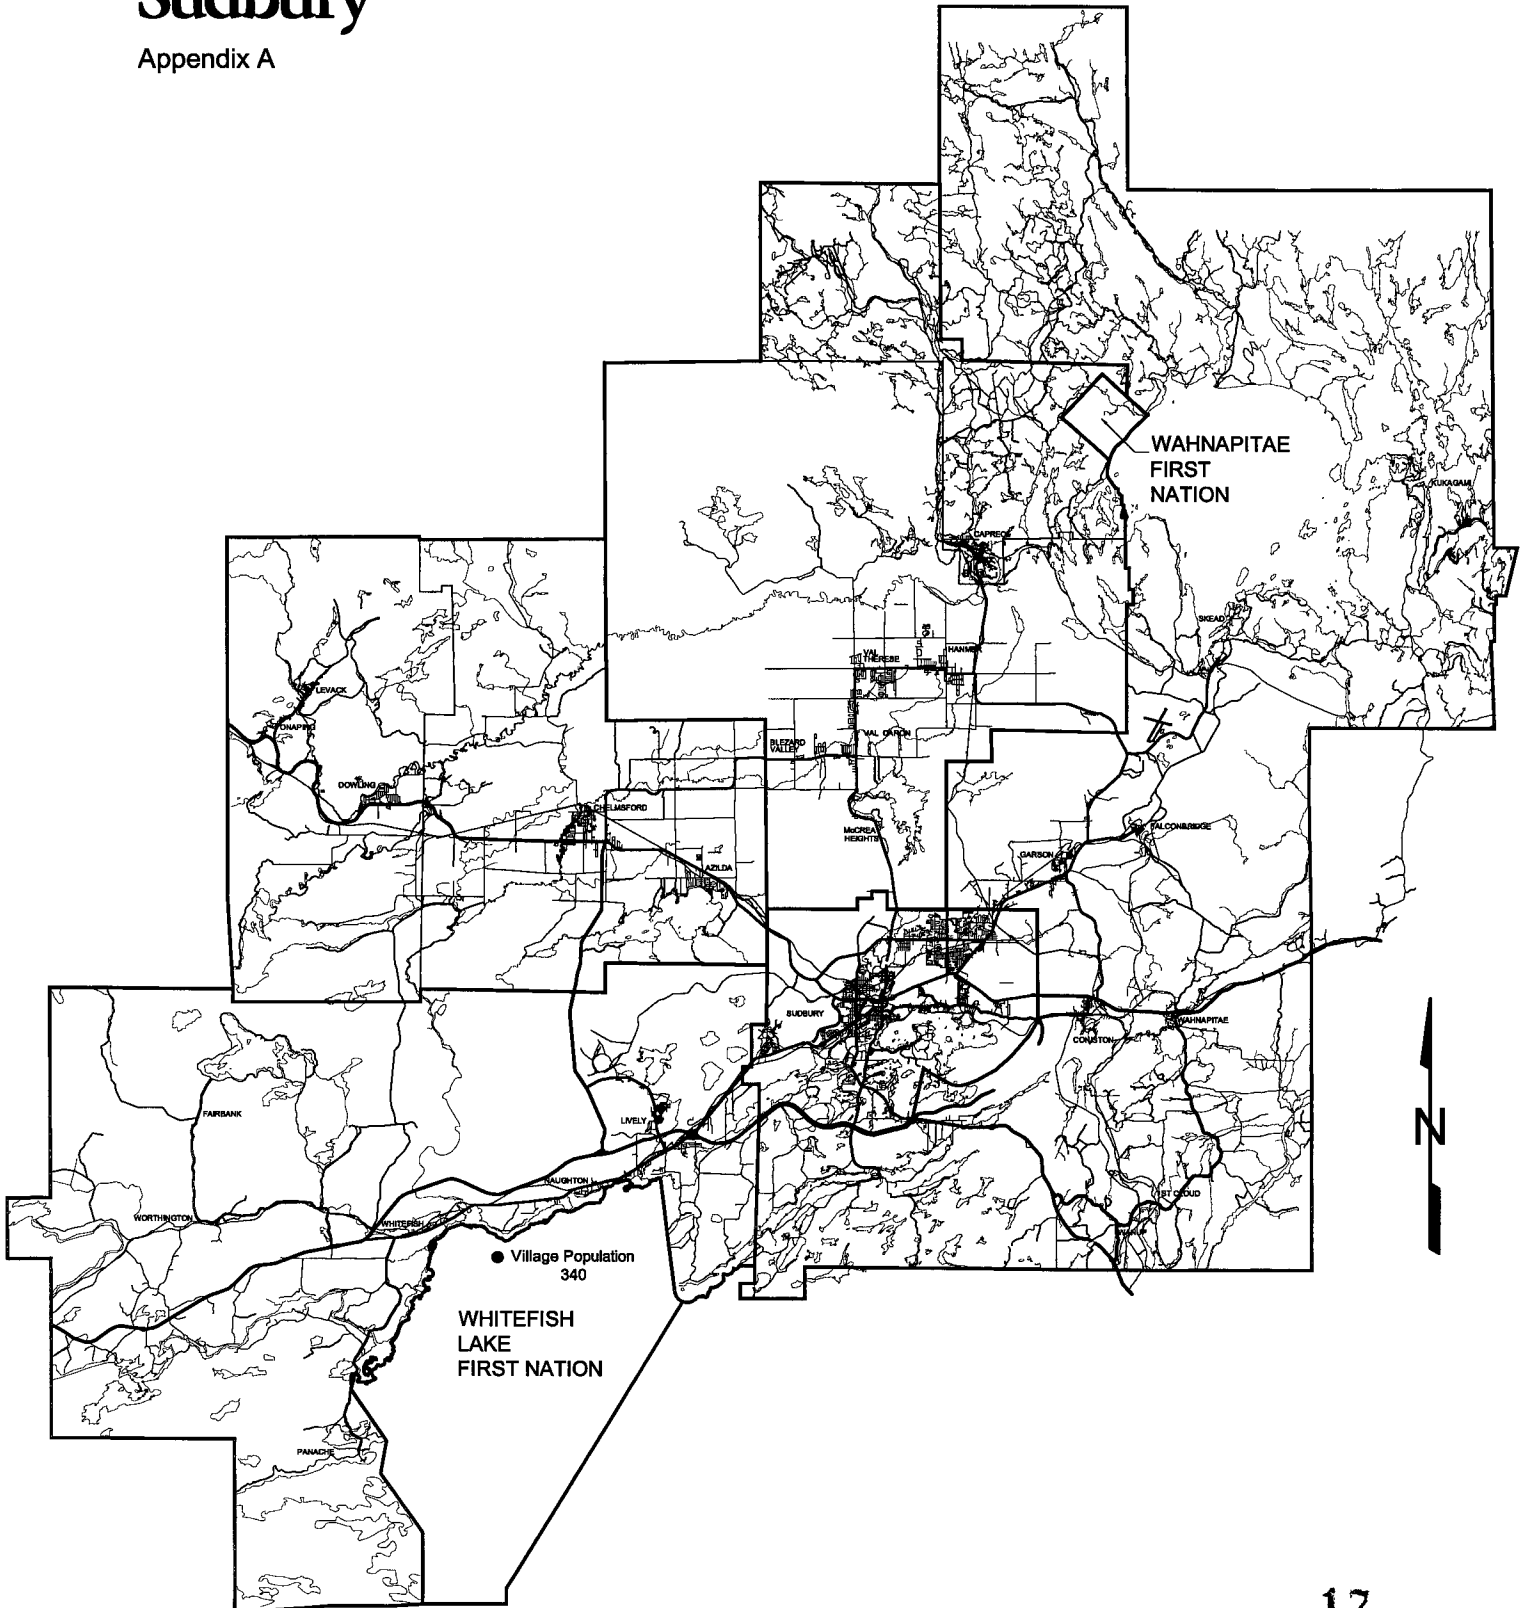 Sudbury
Appendix A
WAHNAPITAE
FIRST
NATION
KUKAGAMI
CAPREOL
SKEAD
VAL
THERESE
HANMER
LEVACK
ONAPING
BLEZARD
VALLEY
VAL CARON
DOWLING
CHELMSFORD
McCREA
HEIGHTS
FALCONBRIDGE
GARSON
AZILDA
SUDBURY
WAHNAPITAE
CONISTON
FAIRBANK
LIVELY
N
NAUGHTON
ST CLOUD
WORTHINGTON
WHITEFISH
Village Population
340
WHITEFISH
LAKE
FIRST NATION
PANACHE
17